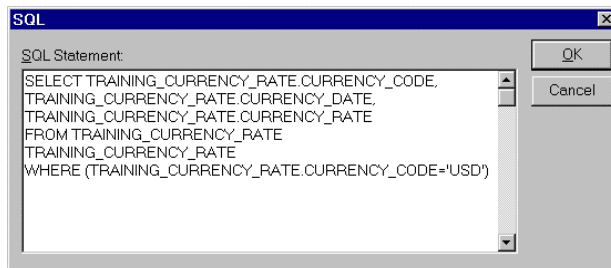 SQL
SQL Statement:
SELECT TRAINING_CURRENCY_RATE.CURRENCY_CODE,
TRAINING_CURRENCY_RATE.CURRENCY_DATE,
TRAINING_CURRENCY_RATE.CURRENCY_RATE
FROM TRAINING_CURRENCY_RATE
TRAINING_CURRENCY_RATE
WHERE (TRAINING_CURRENCY_RATE.CURRENCY_CODE='USD')
OK
Cancel